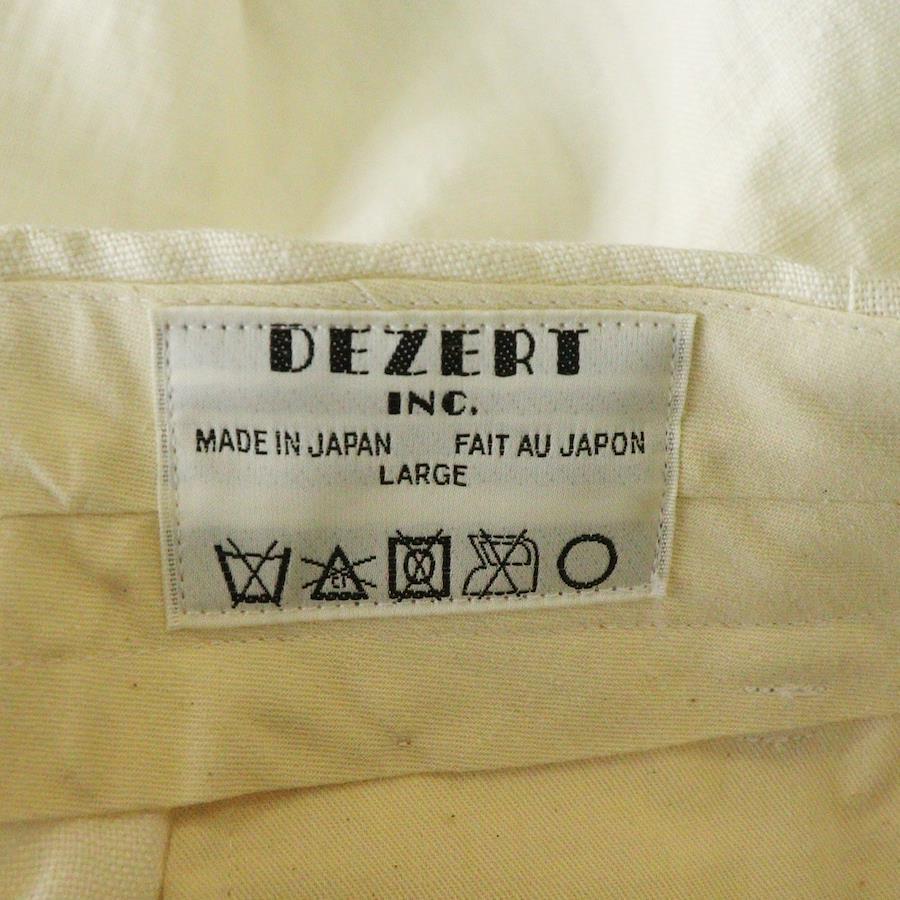 DEZERT
INC.
MADE IN JAPAN FAIT AU JAPON
LARGE